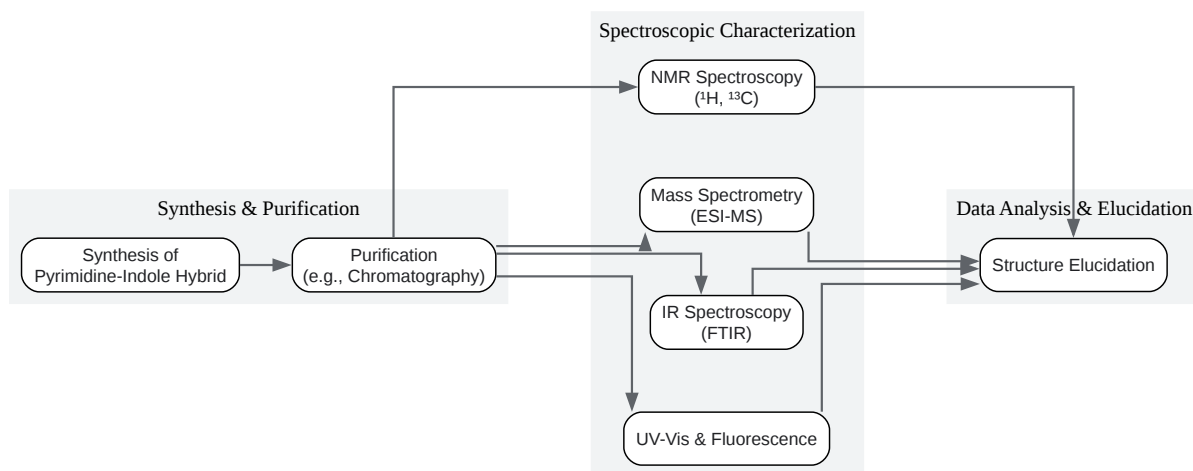 Spectroscopic Characterization
NMR Spectroscopy
(¹H, ¹³C)
Mass Spectrometry
(ESI-MS)
Synthesis & Purification
Data Analysis & Elucidation
Synthesis of
Pyrimidine-Indole Hybrid
Purification
(e.g., Chromatography)
Structure Elucidation
IR Spectroscopy
(FTIR)
UV-Vis & Fluorescence